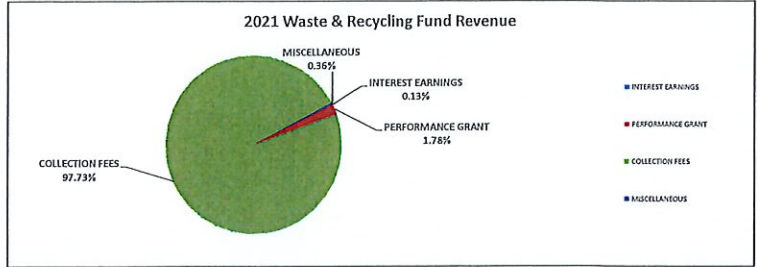 2021 Waste & Recycling Fund Revenue
MISCELLANEOUS
0.36%
INTEREST EARNINGS
0.13%
PERFORMANCE GRANT
1.78%
COLLECTION FEES
97.73%
INTEREST EARNINGS
PERFORMANCE GRANT
COLLECTION FEES
MISCELLANEOUS